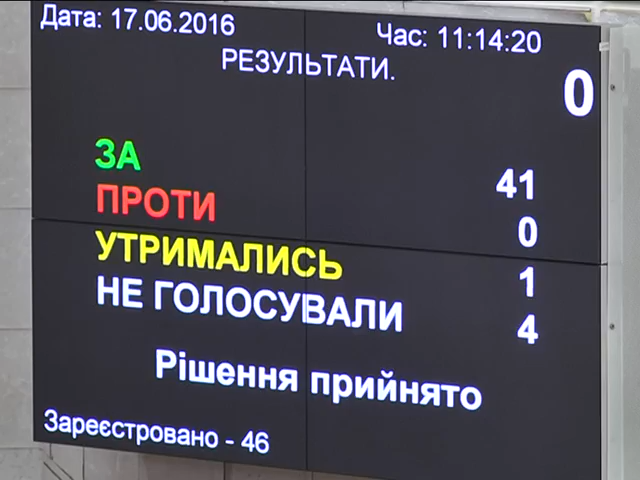 Дата: 17.06.2016 Час: 11:14:20
РЕЗУЛЬТАТИ.
0
ЗА 41
ПРОТИ 0
УТРИМАЛИСЬ 1
НЕ ГОЛОСУВАЛИ 4
Рішення прийнято
Зареєстровано - 46